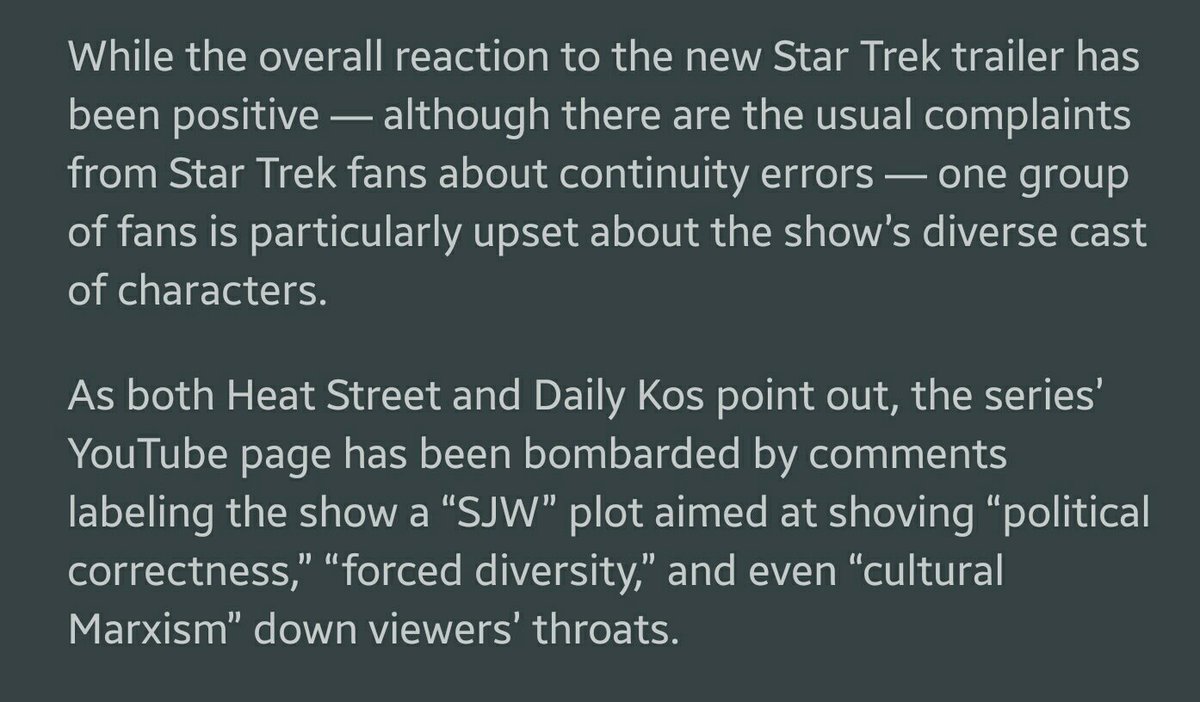 While the overall reaction to the new Star Trek trailer has
been positive — although there are the usual complaints
from Star Trek fans about continuity errors — one group
of fans is particularly upset about the show’s diverse cast
of characters.
As both Heat Street and Daily Kos point out, the series’
YouTube page has been bombarded by comments
labeling the show a “SJW” plot aimed at shoving “political
correctness,” “forced diversity,” and even “cultural
Marxism” down viewers’ throats.